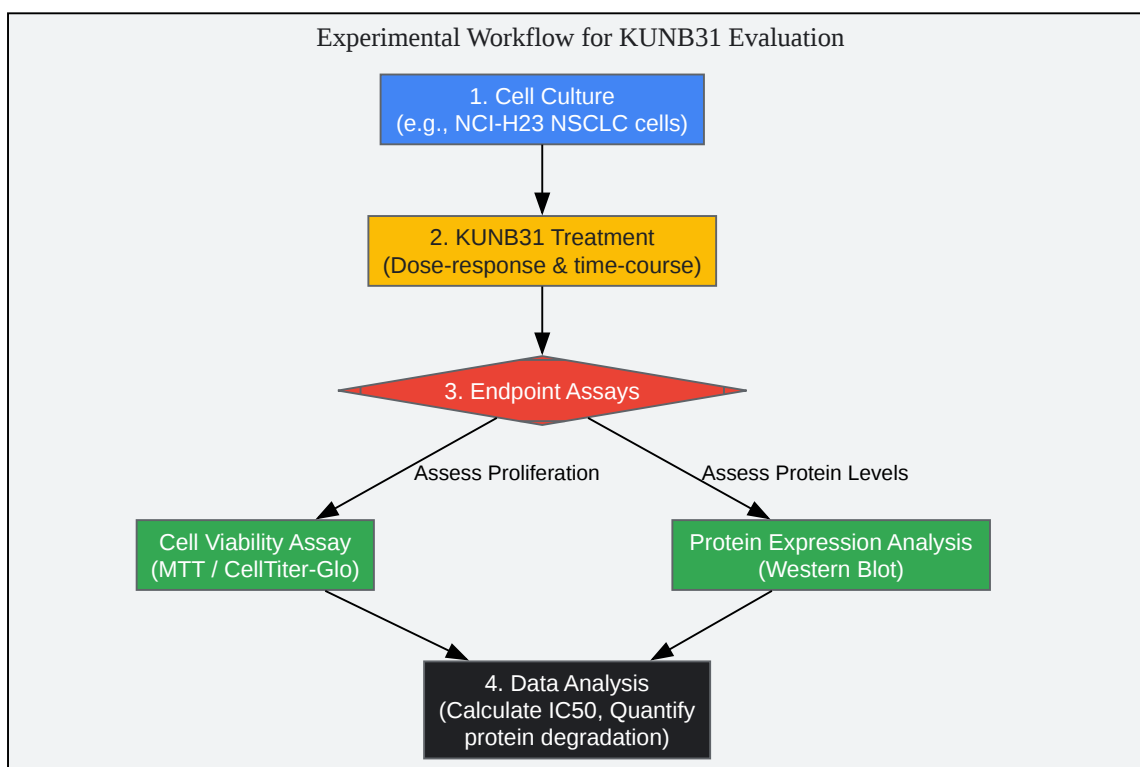 Experimental Workflow for KUNB31 Evaluation
1. Cell Culture
(e.g., NCI-H23 NSCLC cells)
2. KUNB31 Treatment
(Dose-response & time-course)
3. Endpoint Assays
Assess Proliferation
Assess Protein Levels
Cell Viability Assay
(MTT / CellTiter-Glo)
Protein Expression Analysis
(Western Blot)
4. Data Analysis
(Calculate IC50, Quantify
protein degradation)